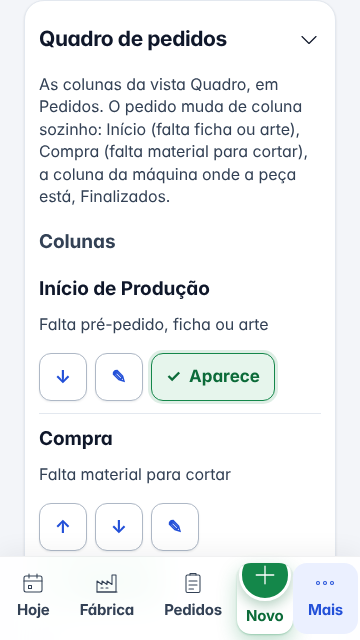 Quadro de pedidos
As colunas da vista Quadro, em
Pedidos. O pedido muda de coluna
sozinho: Início (falta ficha ou arte),
Compra (falta material para cortar),
a coluna da máquina onde a peça
está, Finalizados.
Colunas
Início de Produção
Falta pré-pedido, ficha ou arte
↓ ✎ ✓ Aparece
Compra
Falta material para cortar
↑ ↓ ✎
Hoje Fábrica Pedidos Novo Mais